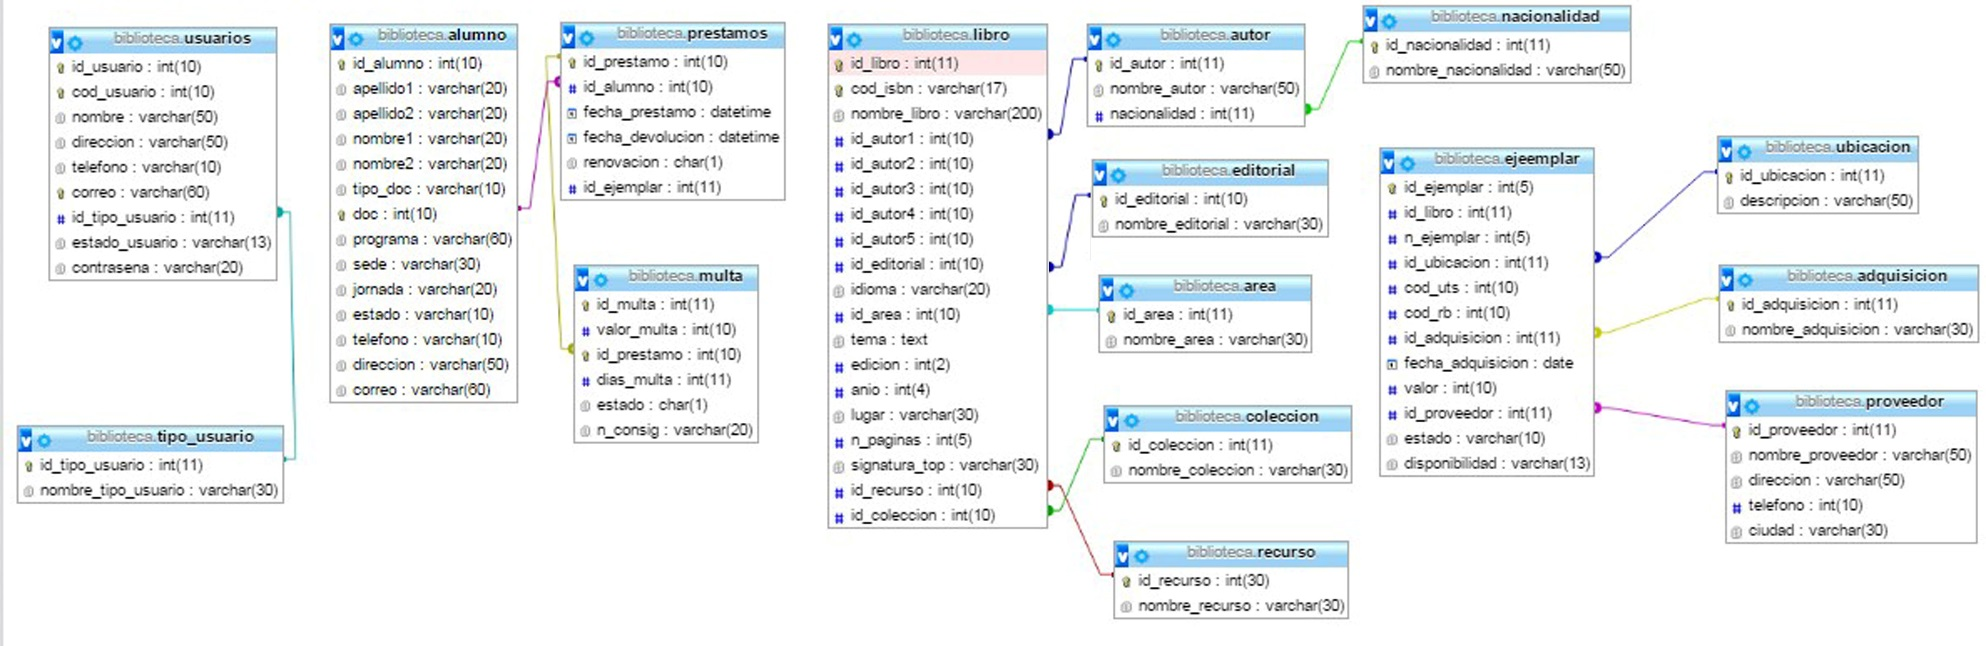 biblioteca.usuarios
id_usuario : int(10)
cod_usuario : int(10)
nombre : varchar(50)
direccion : varchar(50)
telefono : varchar(10)
correo : varchar(60)
id_tipo_usuario : int(11)
estado_usuario : varchar(13)
contrasena : varchar(20)
biblioteca.tipo_usuario
id_tipo_usuario : int(11)
nombre_tipo_usuario : varchar(30)
biblioteca.alumno
id_alumno : int(10)
apellido1 : varchar(20)
apellido2 : varchar(20)
nombre1 : varchar(20)
nombre2 : varchar(20)
tipo_doc : varchar(10)
doc : int(10)
programa : varchar(60)
sede : varchar(30)
jornada : varchar(20)
estado : varchar(10)
telefono : varchar(10)
direccion : varchar(50)
correo : varchar(60)
biblioteca.prestamos
id_prestamo : int(10)
id_alumno : int(10)
fecha_prestamo : datetime
fecha_devolucion : datetime
renovacion : char(1)
id_ejemplar : int(11)
biblioteca.multa
id_multa : int(11)
valor_multa : int(10)
id_prestamo : int(10)
dias_multa : int(11)
estado : char(1)
n_consig : varchar(20)
biblioteca.libro
id_libro : int(11)
cod_isbn : varchar(17)
nombre_libro : varchar(200)
id_autor1 : int(10)
id_autor2 : int(10)
id_autor3 : int(10)
id_autor4 : int(10)
id_autor5 : int(10)
id_editorial : int(10)
idioma : varchar(20)
id_area : int(10)
tema : text
edicion : int(2)
anio : int(4)
lugar : varchar(30)
n_paginas : int(5)
signatura_top : varchar(30)
id_recurso : int(10)
id_coleccion : int(10)
biblioteca.autor
id_autor : int(11)
nombre_autor : varchar(50)
nacionalidad : int(11)
biblioteca.editorial
id_editorial : int(10)
nombre_editorial : varchar(30)
biblioteca.area
id_area : int(11)
nombre_area : varchar(30)
biblioteca.coleccion
id_coleccion : int(11)
nombre_coleccion : varchar(30)
biblioteca.recurso
id_recurso : int(30)
nombre_recurso : varchar(30)
biblioteca.nacionalidad
id_nacionalidad : int(11)
nombre_nacionalidad : varchar(50)
biblioteca.ejeemplar
id_ejemplar : int(5)
id_libro : int(11)
n_ejemplar : int(5)
id_ubicacion : int(11)
cod_uts : int(10)
cod_rb : int(10)
id_adquisicion : int(11)
fecha_adquisicion : date
valor : int(10)
id_proveedor : int(11)
estado : varchar(10)
disponibilidad : varchar(13)
biblioteca.ubicacion
id_ubicacion : int(11)
descripcion : varchar(50)
biblioteca.adquisicion
id_adquisicion : int(11)
nombre_adquisicion : varchar(30)
biblioteca.proveedor
id_proveedor : int(11)
nombre_proveedor : varchar(50)
direccion : varchar(50)
telefono : int(10)
ciudad : varchar(30)